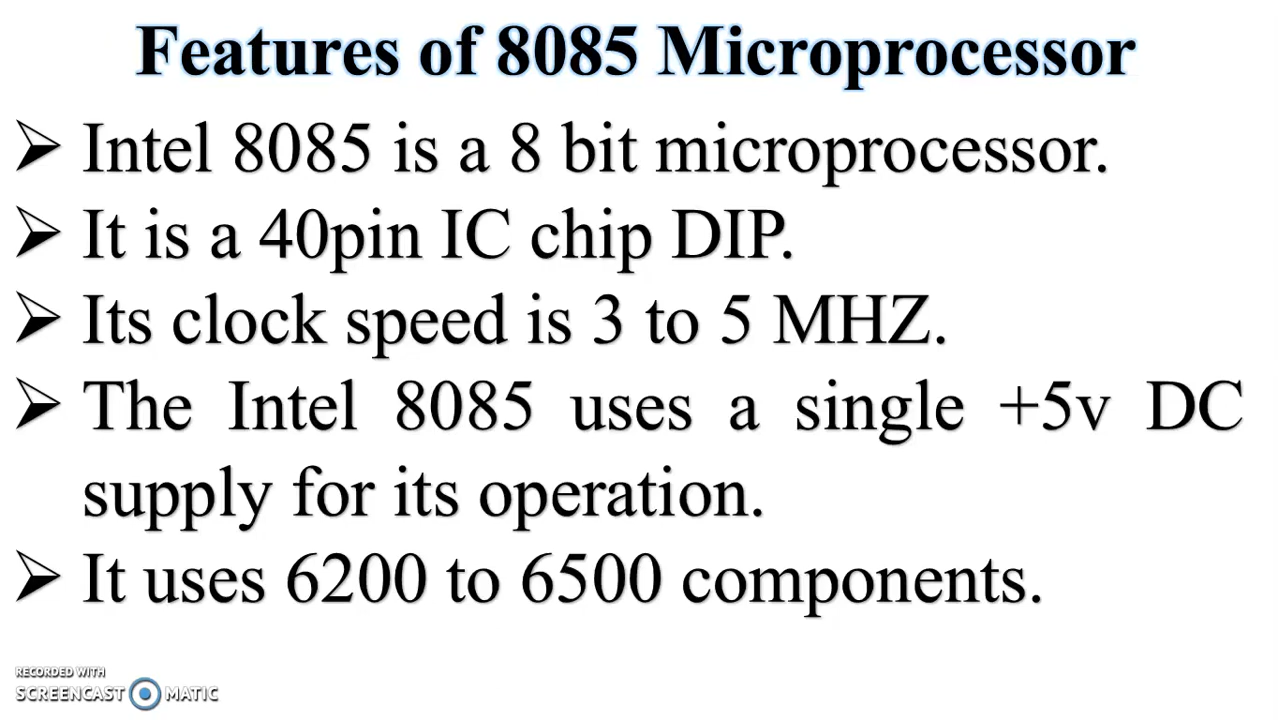 Features of 8085 Microprocessor
➢ Intel 8085 is a 8 bit microprocessor.
➢ It is a 40pin IC chip DIP.
➢ Its clock speed is 3 to 5 MHZ.
➢ The Intel 8085 uses a single +5v DC
supply for its operation.
➢ It uses 6200 to 6500 components.
RECORDED WITH
SCREENCAST MATIC